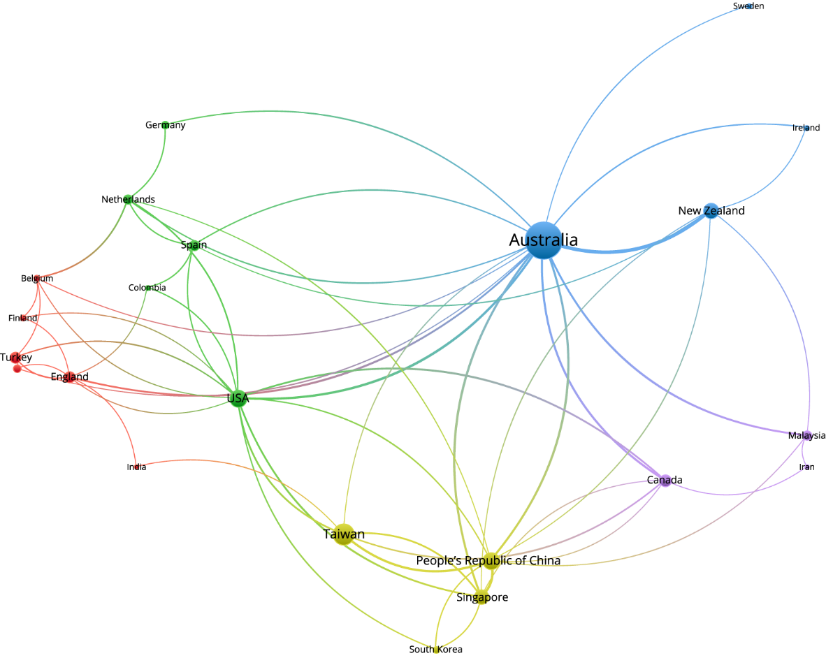 Sweden
Germany
Ireland
Netherlands
New Zealand
Australia
Spain
Belgium
Colombia
Finland
Turkey
England
USA
Malaysia
India
Iran
Canada
Taiwan
People's Republic of China
Singapore
South Korea